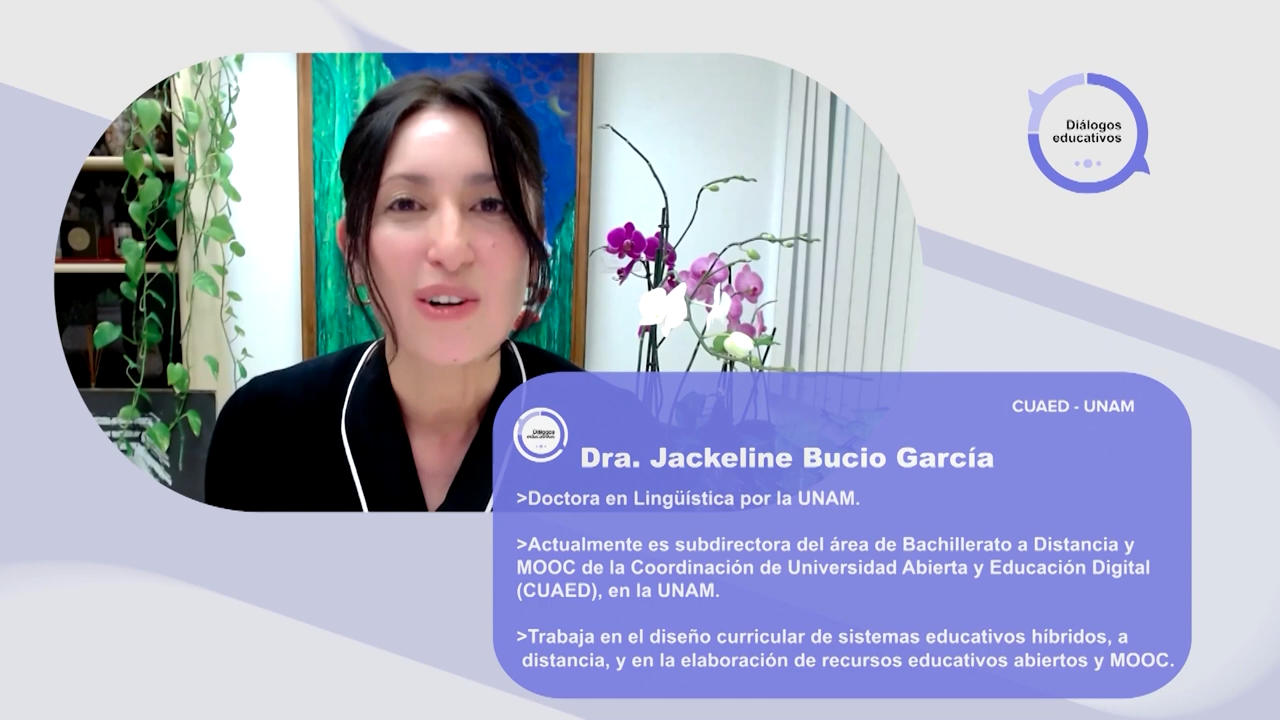 Diálogos
educativos
CUAED - UNAM
Diálogos
educativos
Dra. Jackeline Bucio García
>Doctora en Lingüística por la UNAM.
>Actualmente es subdirectora del área de Bachillerato a Distancia y
MOOC de la Coordinación de Universidad Abierta y Educación Digital
(CUAED), en la UNAM.
>Trabaja en el diseño curricular de sistemas educativos híbridos, a
distancia, y en la elaboración de recursos educativos abiertos y MOOC.